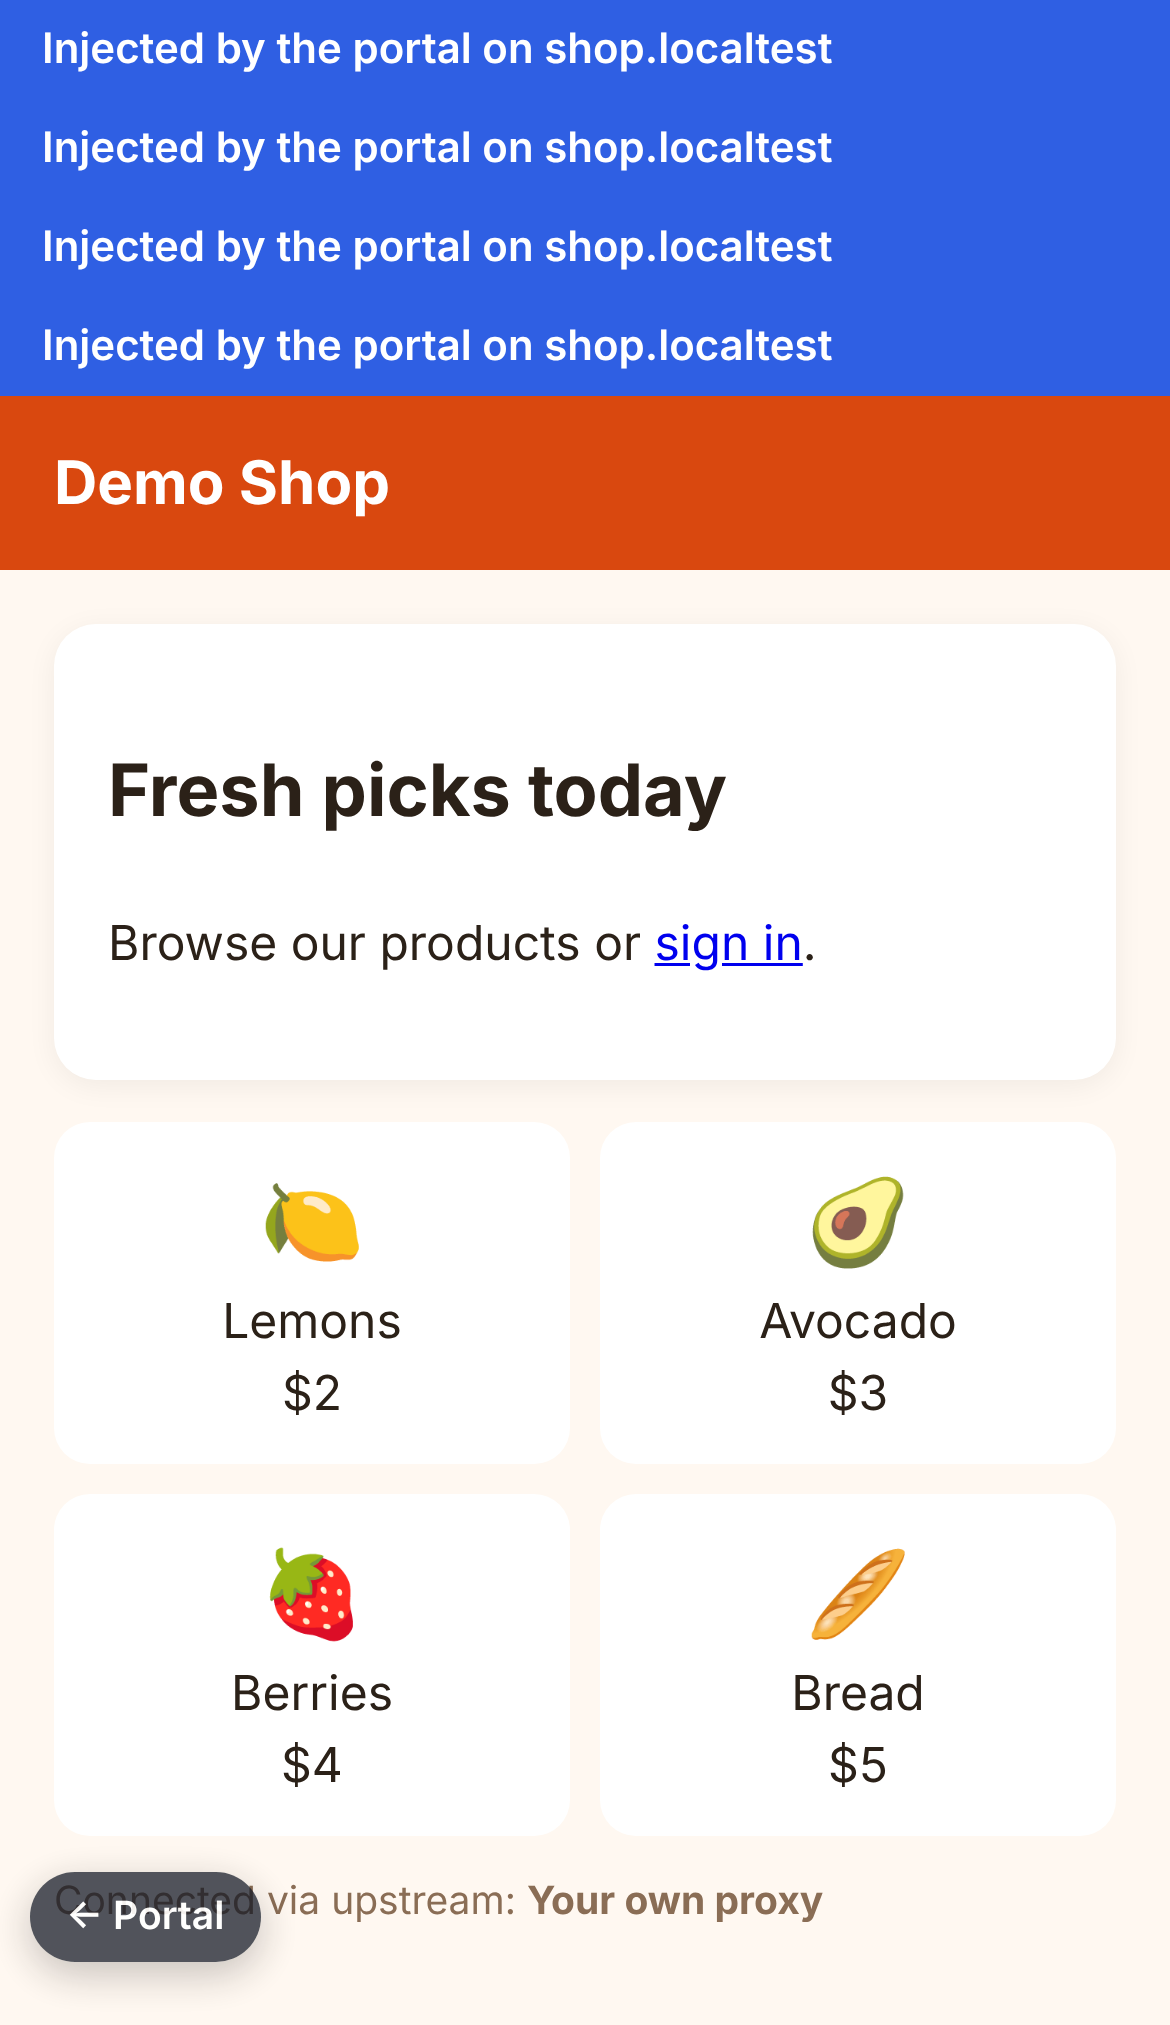 Injected by the portal on shop.localtest
Injected by the portal on shop.localtest
Injected by the portal on shop.localtest
Injected by the portal on shop.localtest
Demo Shop
Fresh picks today
Browse our products or sign in.
Lemons
$2
Avocado
$3
Berries
$4
Bread
$5
Connected via upstream: Your own proxy
← Portal